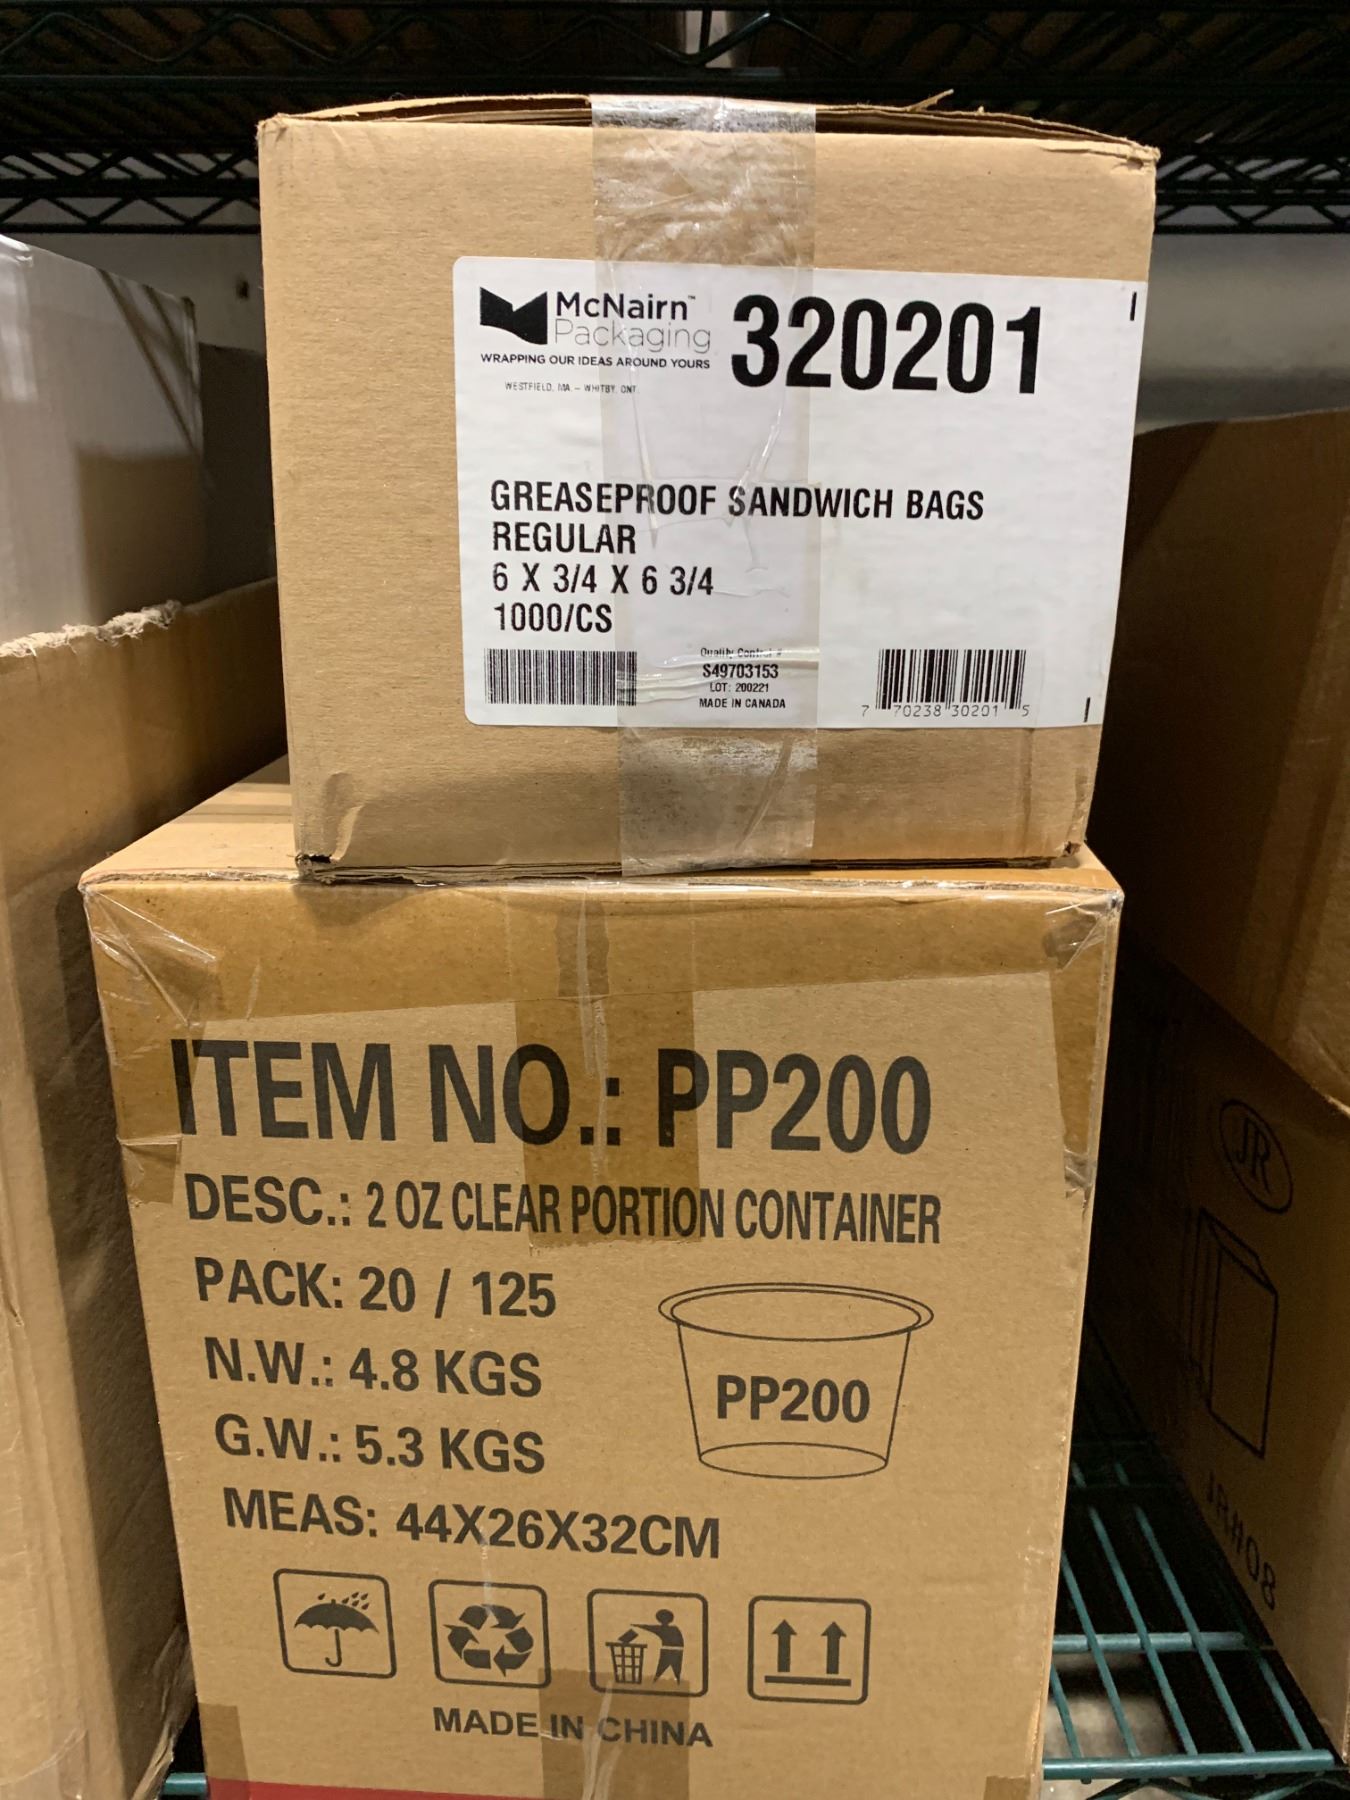 McNairn™
Packaging
WRAPPING OUR IDEAS AROUND YOURS
WESTFIELD, MA. - WHITBY, ONT.
320201
GREASEPROOF SANDWICH BAGS
REGULAR
6 X 3/4 X 6 3/4
1000/CS
Quality Control #
S49703153
LOT: 200221
MADE IN CANADA
7 70238 30201 5
ITEM NO.: PP200
DESC.: 2 OZ CLEAR PORTION CONTAINER
PACK: 20 / 125
N.W.: 4.8 KGS
G.W.: 5.3 KGS
MEAS: 44X26X32CM
PP200
MADE IN CHINA
JR